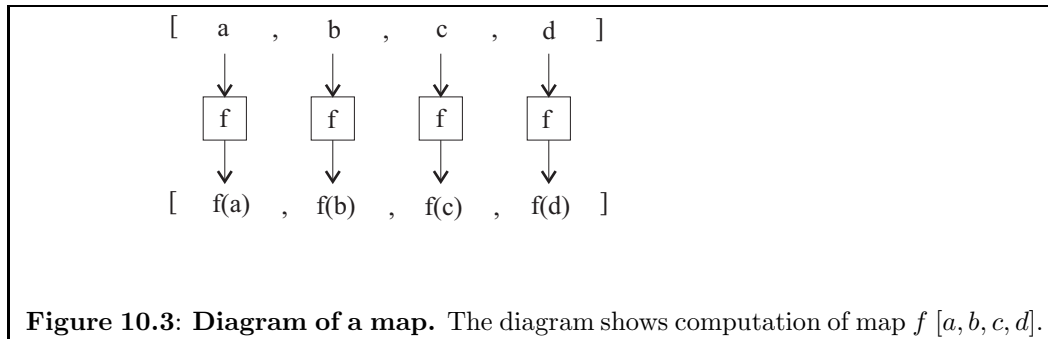 [ a , b , c , d ]
f f f f
[ f(a) , f(b) , f(c) , f(d) ]
Figure 10.3: Diagram of a map. The diagram shows computation of map f [a, b, c, d].